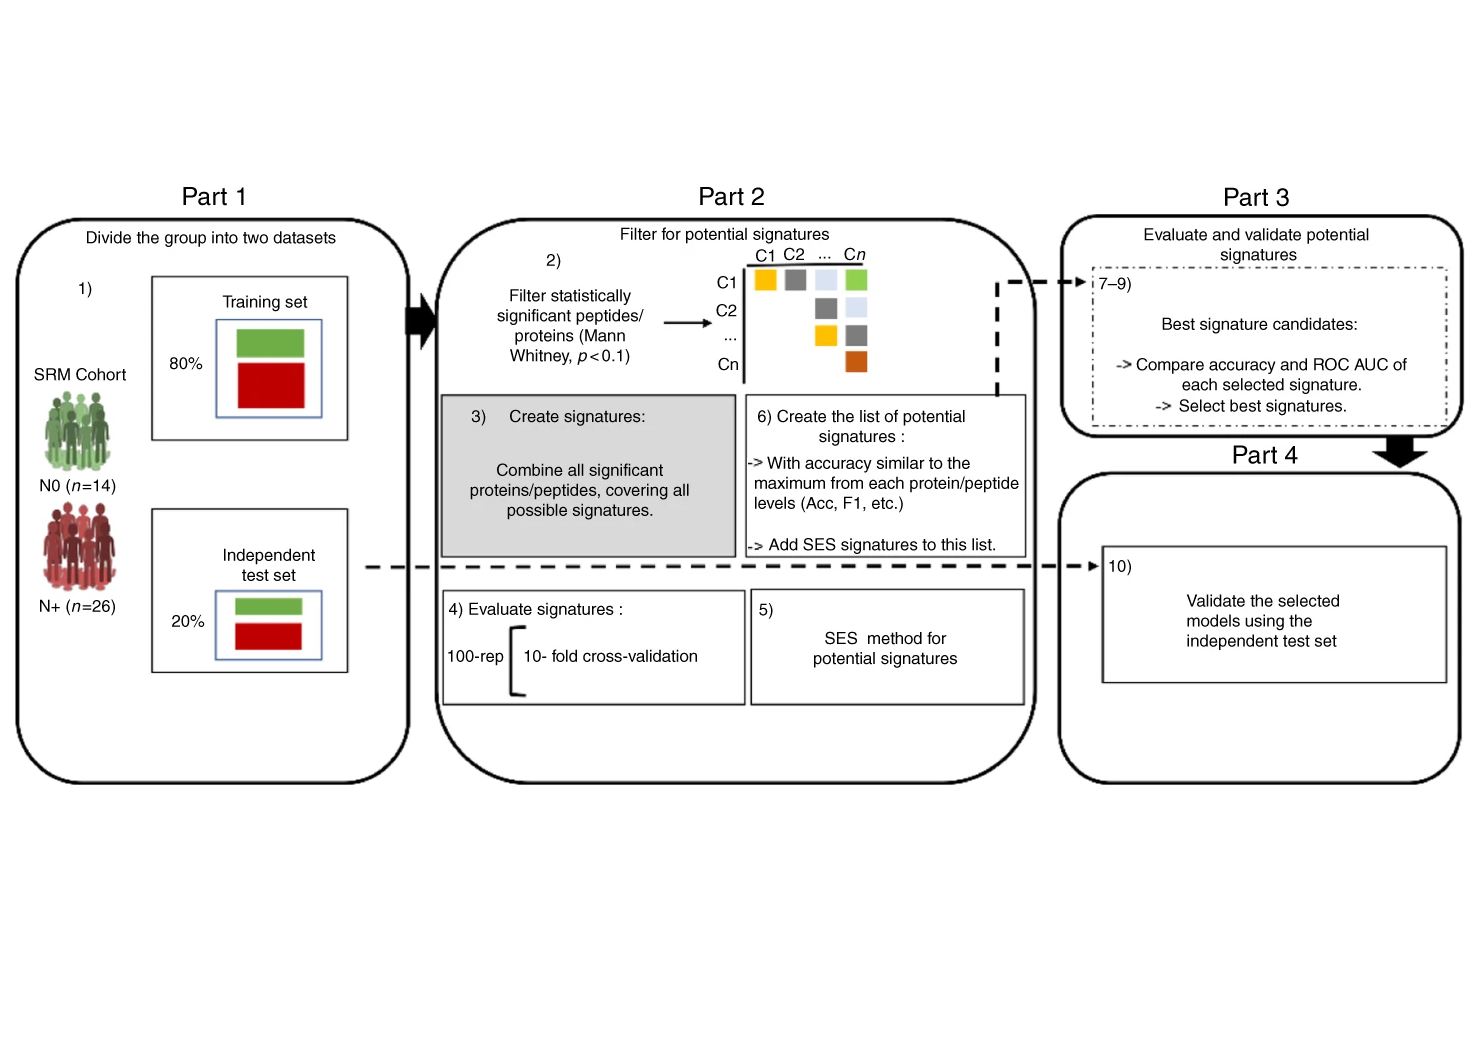 Part 1
Divide the group into two datasets
1)
Training set
80%
SRM Cohort
N0 (n=14)
N+ (n=26)
Independent
test set
20%
Part 2
Filter for potential signatures
2)
Filter statistically
significant peptides/
proteins (Mann
Whitney, p<0.1)
C1 C2 ... Cn
C1
C2
...
Cn
3) Create signatures:
Combine all significant
proteins/peptides, covering all
possible signatures.
6) Create the list of potential
signatures :
-> With accuracy similar to the
maximum from each protein/peptide
levels (Acc, F1, etc.)
-> Add SES signatures to this list.
4) Evaluate signatures :
100-rep
10- fold cross-validation
5)
SES method for
potential signatures
Part 3
Evaluate and validate potential
signatures
7–9)
Best signature candidates:
-> Compare accuracy and ROC AUC of
each selected signature.
-> Select best signatures.
Part 4
10)
Validate the selected
models using the
independent test set